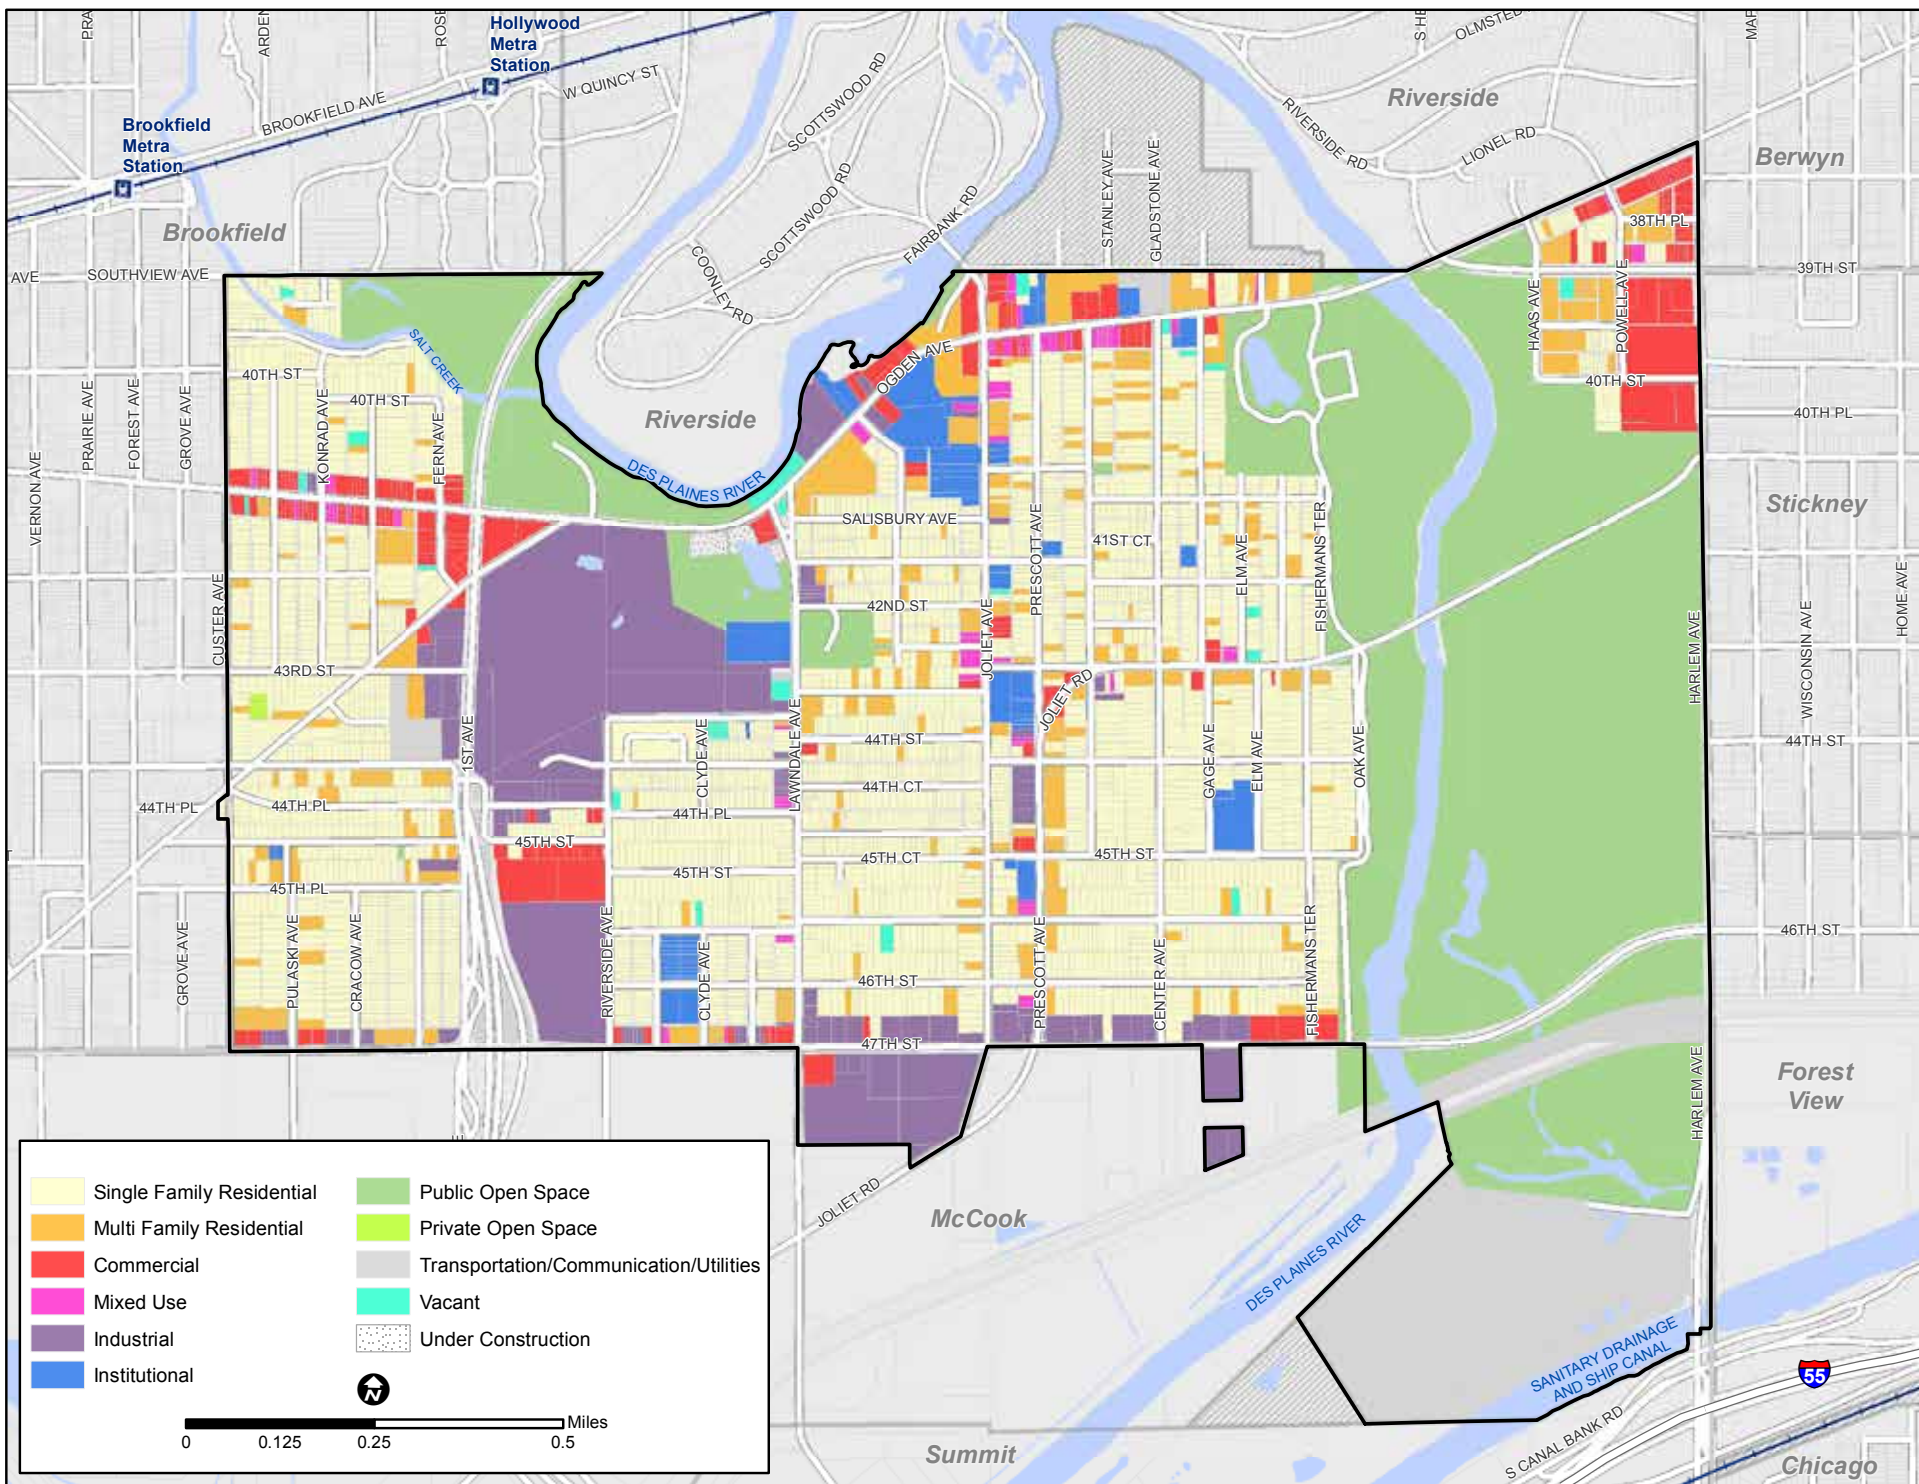 PRA
ARDEN
ROSE
Hollywood
Metra
Station
W QUINCY ST
BROOKFIELD AVE
Brookfield
Metra
Station
Brookfield
SCOTTSWOOD RD
SCOTTSWOOD RD
FAIRBANK RD
COONLEY RD
STANLEY AVE
GLADSTONE AVE
S HE
OLMSTED
MAP
Riverside
RIVERSIDE RD
LIONEL RD
Berwyn
38TH PL
39TH ST
AVE
SOUTHVIEW AVE
HAAS AVE
POWELL AVE
40TH ST
40TH PL
SALT CREEK
40TH ST
40TH ST
OGDEN AVE
Riverside
DES PLAINES RIVER
VERNON AVE
PRAIRIE AVE
FOREST AVE
GROVE AVE
KONRAD AVE
FERN AVE
SALISBURY AVE
PRESCOTT AVE
41ST CT
ELM AVE
FISHERMANS TER
Stickney
CUSTER AVE
42ND ST
JOLIET AVE
HARLEM AVE
WISCONSIN AVE
HOME AVE
43RD ST
1ST AVE
CLYDE AVE
LAWNDALE AVE
JOLIET RD
GAGE AVE
ELM AVE
OAK AVE
44TH ST
44TH ST
44TH CT
44TH PL
44TH PL
44TH PL
45TH ST
45TH CT
45TH ST
45TH ST
45TH PL
GROVE AVE
PULASKI AVE
CRACOW AVE
RIVERSIDE AVE
CLYDE AVE
46TH ST
PRESCOTT AVE
CENTER AVE
FISHERMANS TER
46TH ST
47TH ST
HARLEM AVE
Forest
View
JOLIET RD
McCook
DES PLAINES RIVER
SANITARY DRAINAGE
AND SHIP CANAL
55
S CANAL BANK RD
Summit
Chicago
Single Family Residential
Multi Family Residential
Commercial
Mixed Use
Industrial
Institutional
Public Open Space
Private Open Space
Transportation/Communication/Utilities
Vacant
Under Construction
N
Miles
0
0.125
0.25
0.5